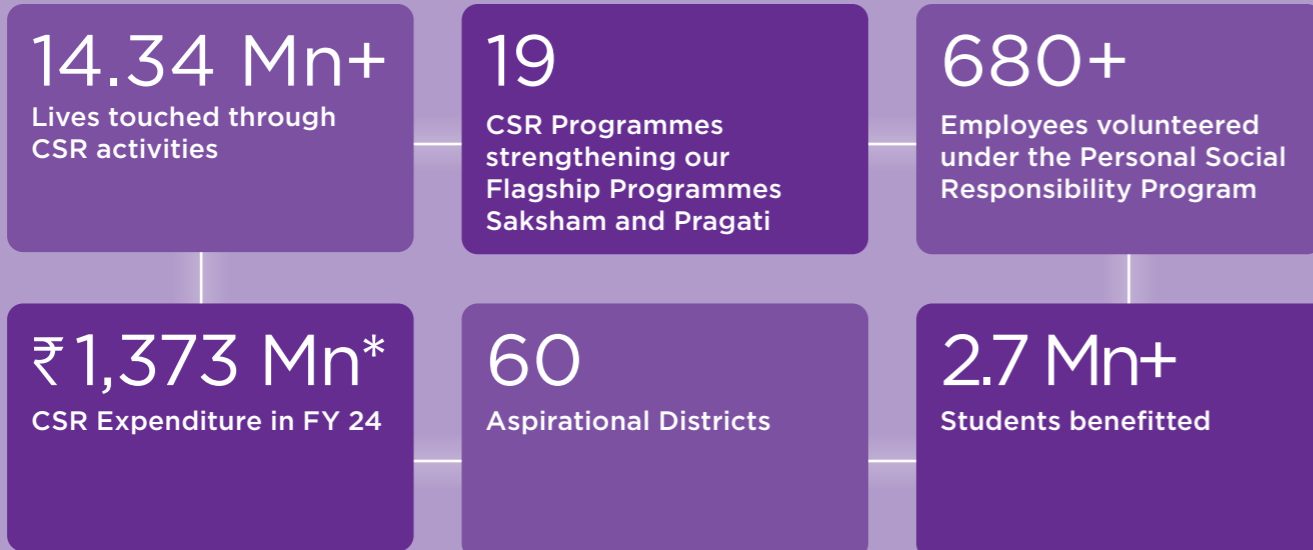 14.34 Mn+
Lives touched through
CSR activities
19
CSR Programmes
strengthening our
Flagship Programmes
Saksham and Pragati
680+
Employees volunteered
under the Personal Social
Responsibility Program
₹1,373 Mn*
CSR Expenditure in FY 24
60
Aspirational Districts
2.7 Mn+
Students benefitted